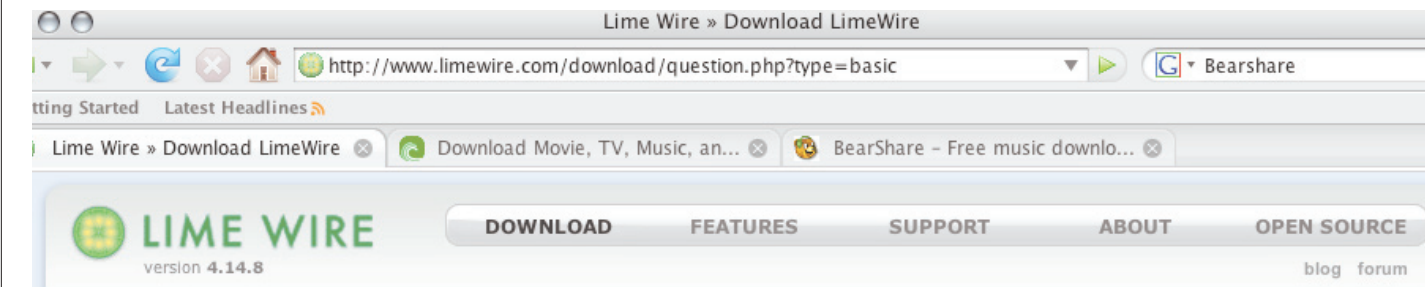 Lime Wire » Download LimeWire
http://www.limewire.com/download/question.php?type=basic G Bearshare
tting Started Latest Headlines
Lime Wire » Download LimeWire Download Movie, TV, Music, an... BearShare – Free music downlo...
LIME WIRE DOWNLOAD FEATURES SUPPORT ABOUT OPEN SOURCE
version 4.14.8 blog forum